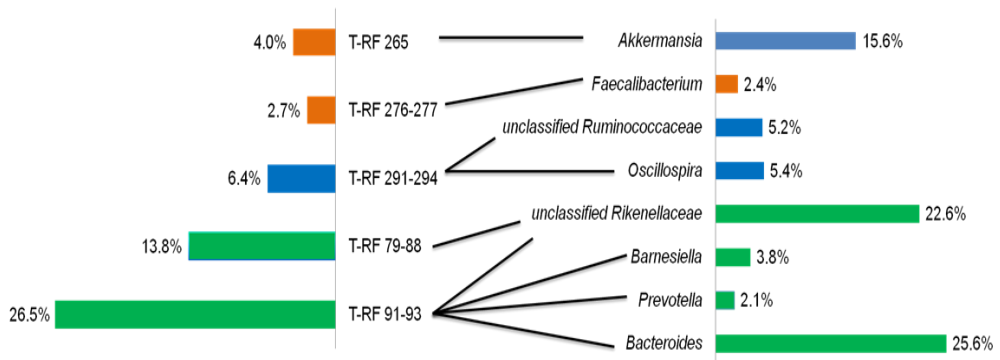 4.0% T-RF 265 Akkermansia 15.6%
Faecalibacterium 2.4%
2.7% T-RF 276-277
unclassified Ruminococcaceae 5.2%
6.4% T-RF 291-294 Oscillospira 5.4%
unclassified Rikenellaceae 22.6%
13.8% T-RF 79-88
Barnesiella 3.8%
Prevotella 2.1%
26.5% T-RF 91-93
Bacteroides 25.6%